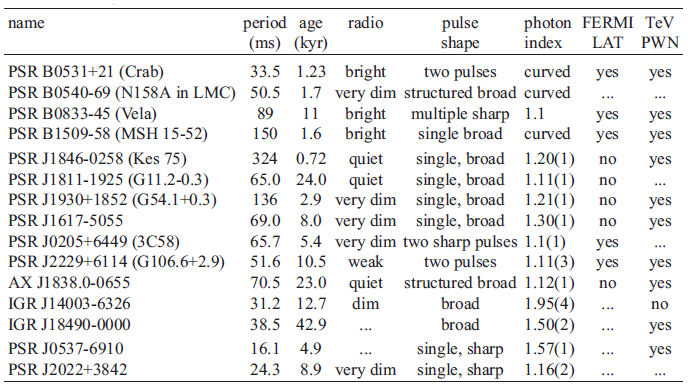 name period age radio pulse photon FERMI TeV
(ms) (kyr) shape index LAT PWN
PSR B0531+21 (Crab) 33.5 1.23 bright two pulses curved yes yes
PSR B0540-69 (N158A in LMC) 50.5 1.7 very dim structured broad curved ... ...
PSR B0833-45 (Vela) 89 11 bright multiple sharp 1.1 yes yes
PSR B1509-58 (MSH 15-52) 150 1.6 bright single broad curved yes yes
PSR J1846-0258 (Kes 75) 324 0.72 quiet single, broad 1.20(1) no yes
PSR J1811-1925 (G11.2-0.3) 65.0 24.0 quiet single, broad 1.11(1) no ...
PSR J1930+1852 (G54.1+0.3) 136 2.9 very dim single, broad 1.21(1) no yes
PSR J1617-5055 69.0 8.0 very dim single, broad 1.30(1) no yes
PSR J0205+6449 (3C58) 65.7 5.4 very dim two sharp pulses 1.1(1) yes ...
PSR J2229+6114 (G106.6+2.9) 51.6 10.5 weak two pulses 1.11(3) yes yes
AX J1838.0-0655 70.5 23.0 quiet structured broad 1.12(1) no yes
IGR J14003-6326 31.2 12.7 dim broad 1.95(4) ... no
IGR J18490-0000 38.5 42.9 ... broad 1.50(2) ... yes
PSR J0537-6910 16.1 4.9 ... single, sharp 1.57(1) ... yes
PSR J2022+3842 24.3 8.9 very dim single, sharp 1.16(2) ... ...